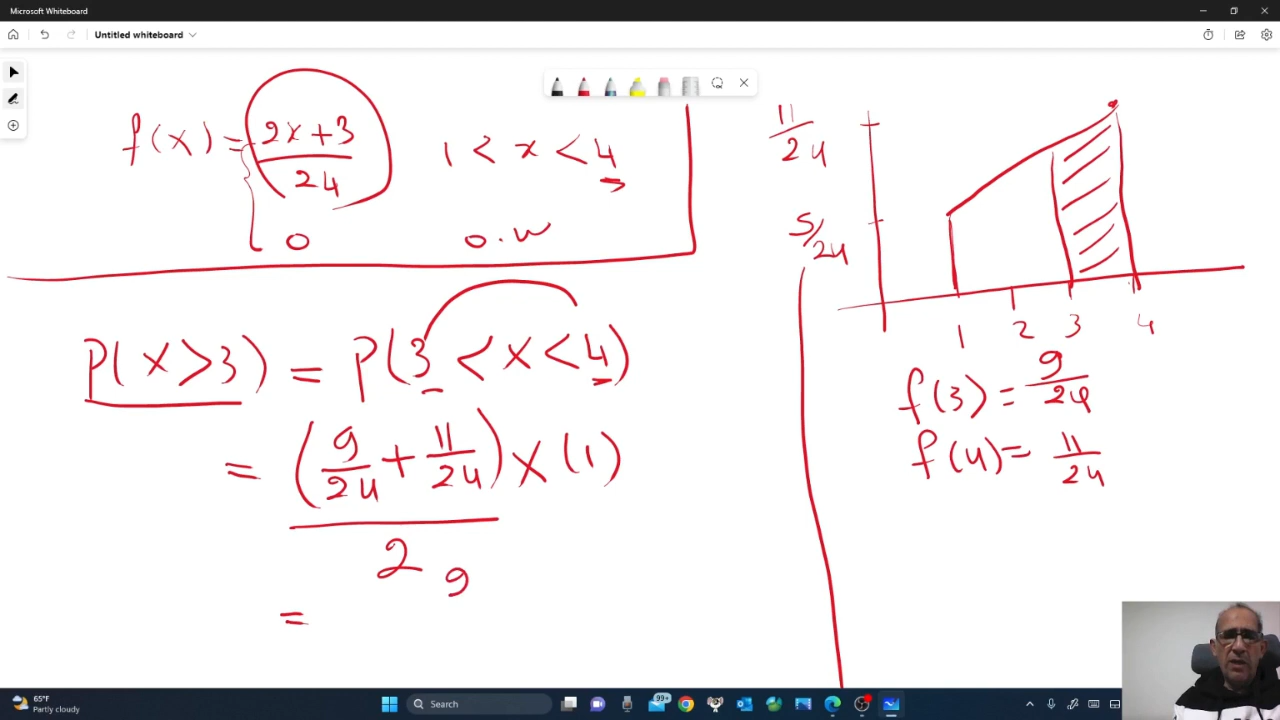 Microsoft Whiteboard
Untitled whiteboard
f(x) = { 2x+3 / 24   1 < x < 4
0   o.w
P(X>3) = P(3 < x < 4)
= (9/24 + 11/24) x (1)
2 9
=
11/24
5/24
1 2 3 4
f(3) = 9/24
f(4) = 11/24
65°F
Partly cloudy
Search
99+